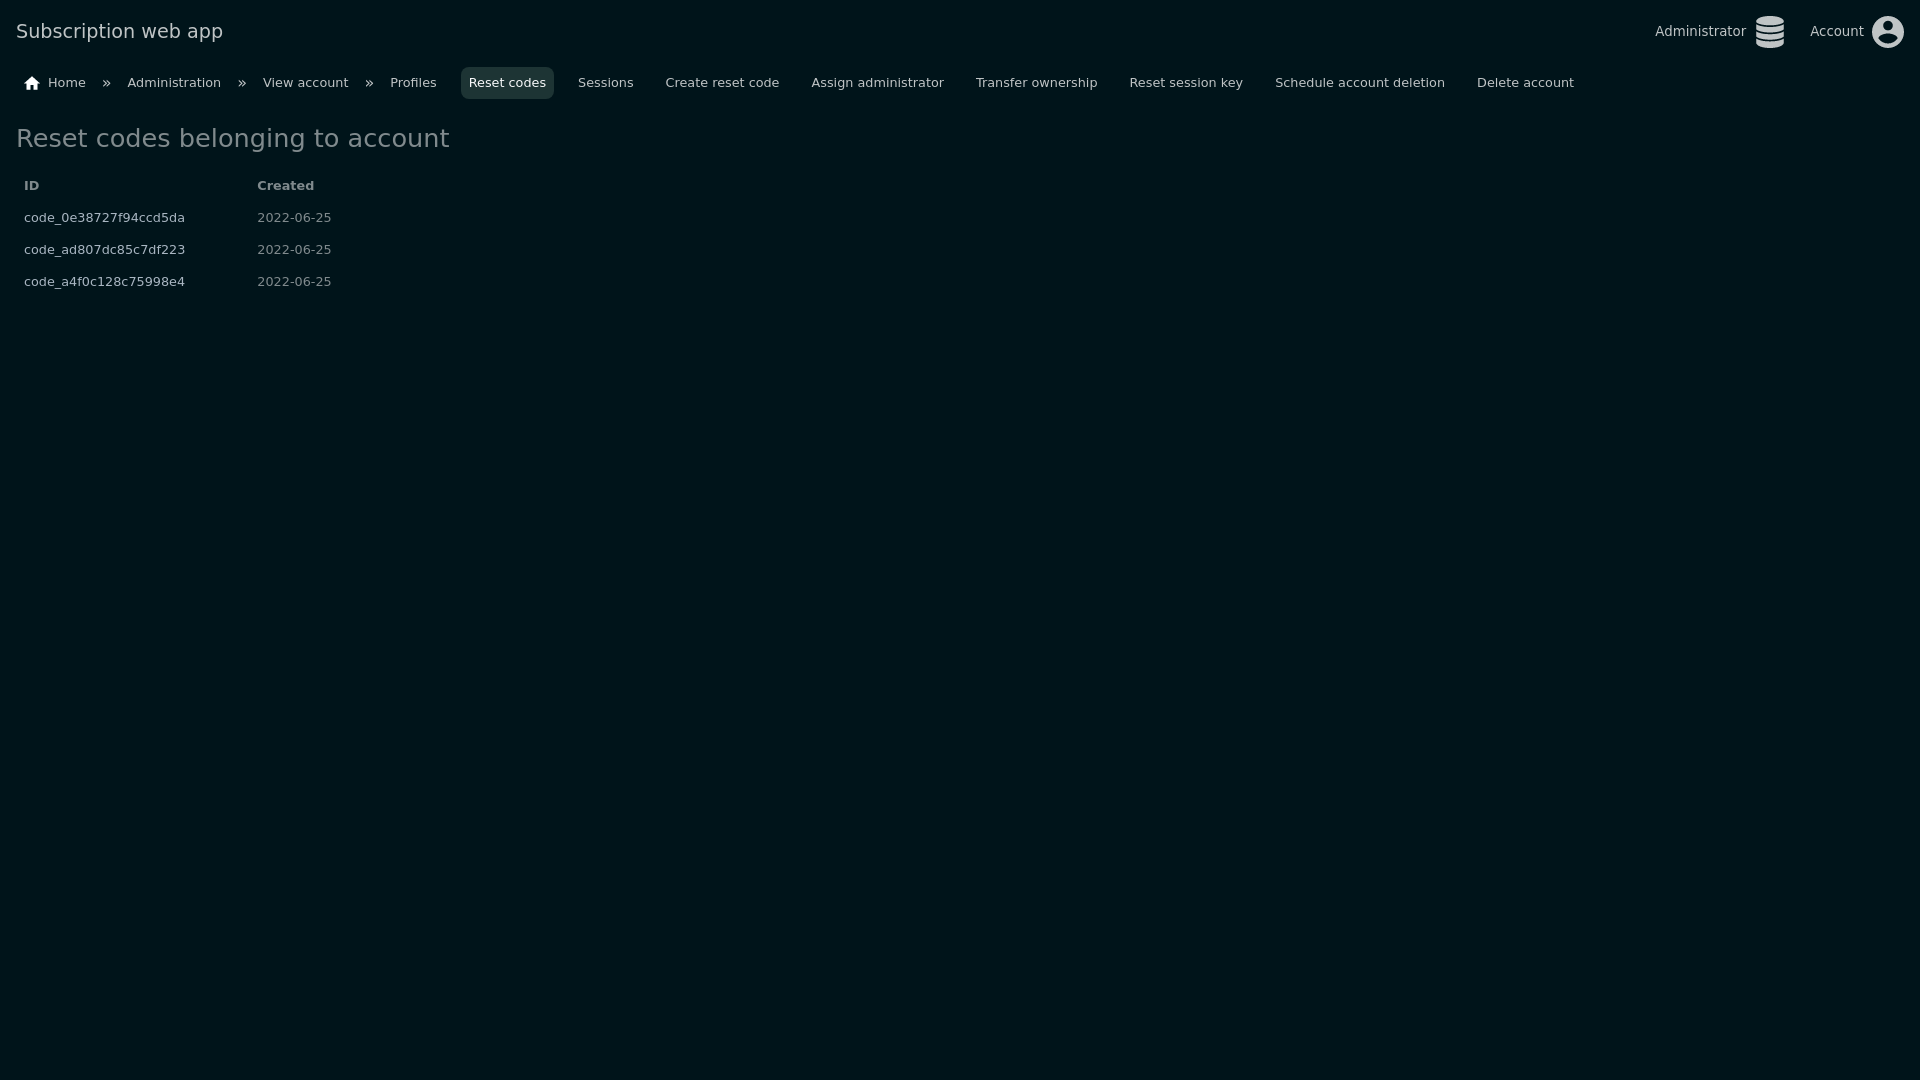 Subscription web app Administrator Account
Home » Administration » View account » Profiles Reset codes Sessions Create reset code Assign administrator Transfer ownership Reset session key Schedule account deletion Delete account
Reset codes belonging to account
ID Created
code_0e38727f94ccd5da 2022-06-25
code_ad807dc85c7df223 2022-06-25
code_a4f0c128c75998e4 2022-06-25